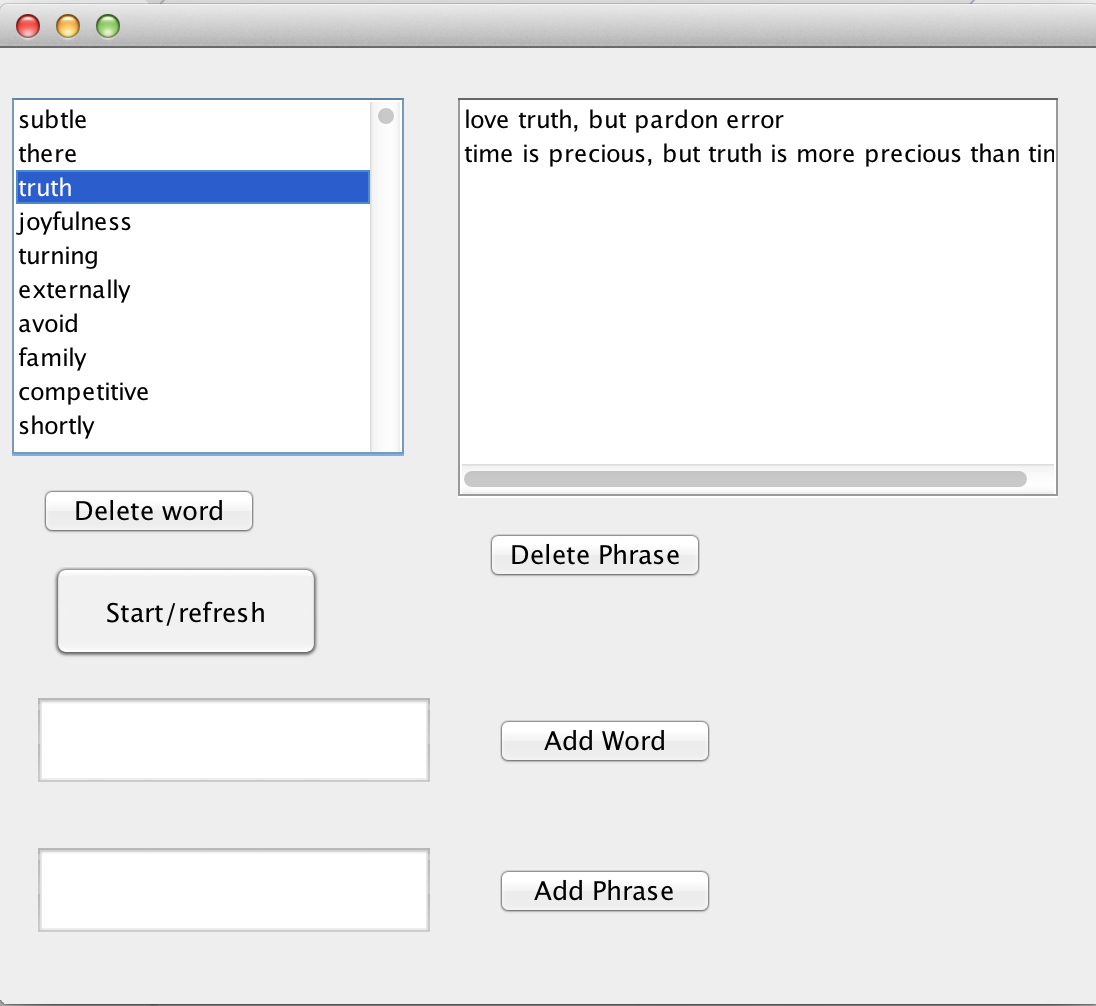 subtle
there
truth
joyfulness
turning
externally
avoid
family
competitive
shortly
love truth, but pardon error
time is precious, but truth is more precious than
Delete word
Delete Phrase
Start/refresh
Add Word
Add Phrase